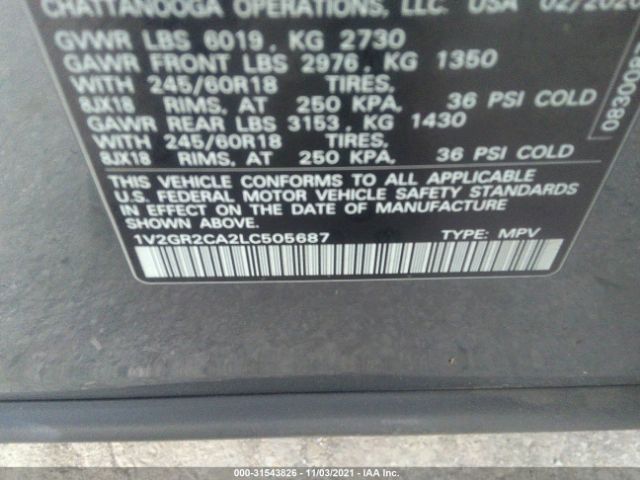 CHATTANOOGA OPERATIONS, LLC. USA 02/2020
GVWR LBS 6019, KG 2730
GAWR FRONT LBS 2976, KG 1350
WITH 245/60R18 TIRES,
8JX18 RIMS, AT 250 KPA, 36 PSI COLD
GAWR REAR LBS 3153, KG 1430
WITH 245/60R18 TIRES,
8JX18 RIMS, AT 250 KPA, 36 PSI COLD
THIS VEHICLE CONFORMS TO ALL APPLICABLE
U.S. FEDERAL MOTOR VEHICLE SAFETY STANDARDS
IN EFFECT ON THE DATE OF MANUFACTURE
SHOWN ABOVE.
1V2GR2CA2LC505687 TYPE: MPV
000-31543826 - 11/03/2021 - IAA Inc.